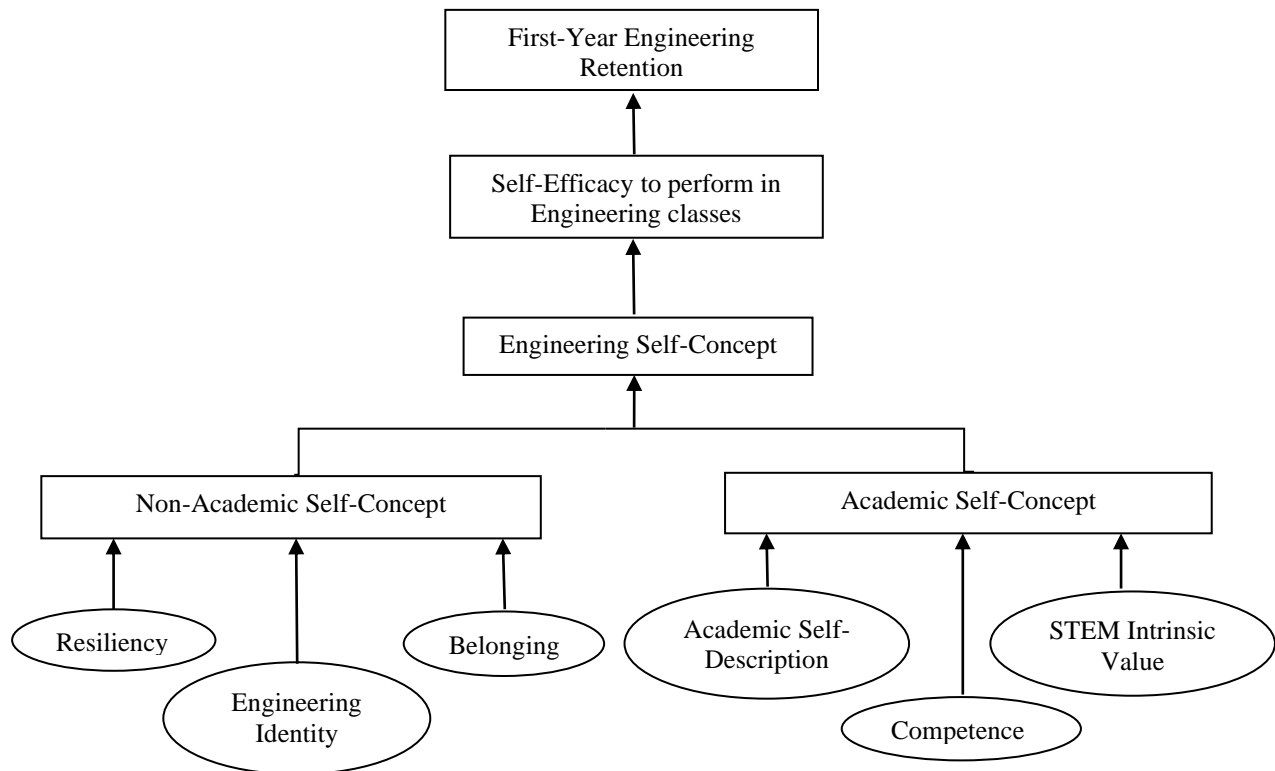 First-Year Engineering
Retention
Self-Efficacy to perform in
Engineering classes
Engineering Self-Concept
Non-Academic Self-Concept
Academic Self-Concept
Resiliency
Engineering
Identity
Belonging
Academic Self-
Description
Competence
STEM Intrinsic
Value